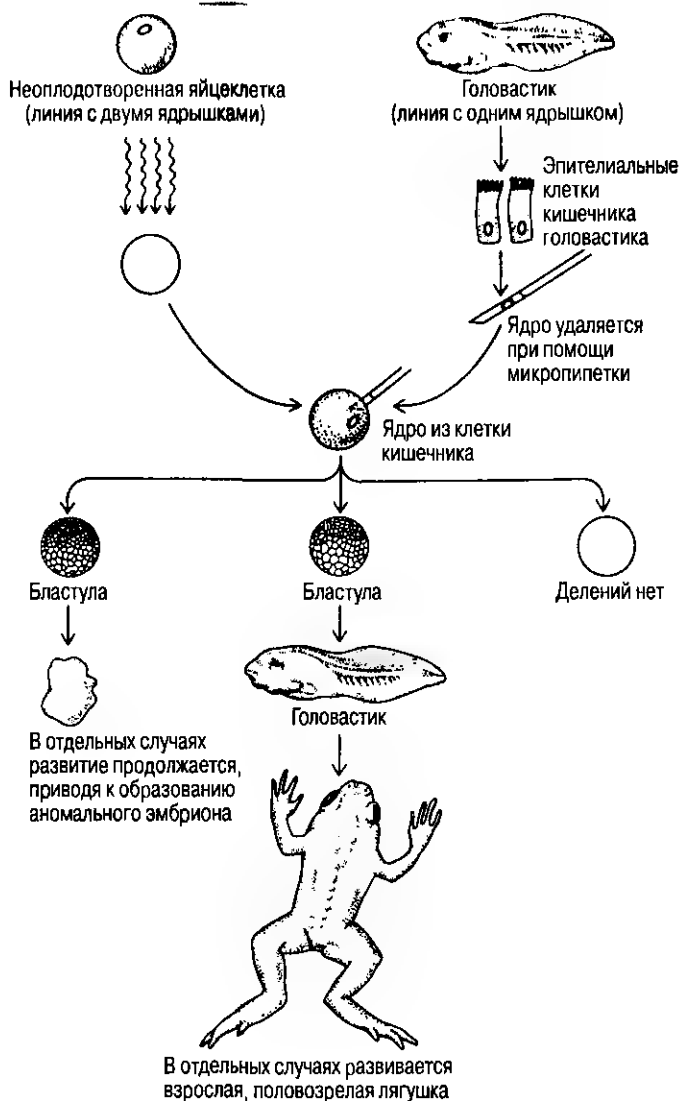 Неоплодотворенная яйцеклетка
(линия с двумя ядрышками)
Головастик
(линия с одним ядрышком)
Эпителиальные
клетки
кишечника
головастика
Ядро удаляется
при помощи
микропипетки
Ядро из клетки
кишечника
Бластула
Бластула
Делений нет
В отдельных случаях
развитие продолжается,
приводя к образованию
аномального эмбриона
Головастик
В отдельных случаях развивается
взрослая, половозрелая лягушка